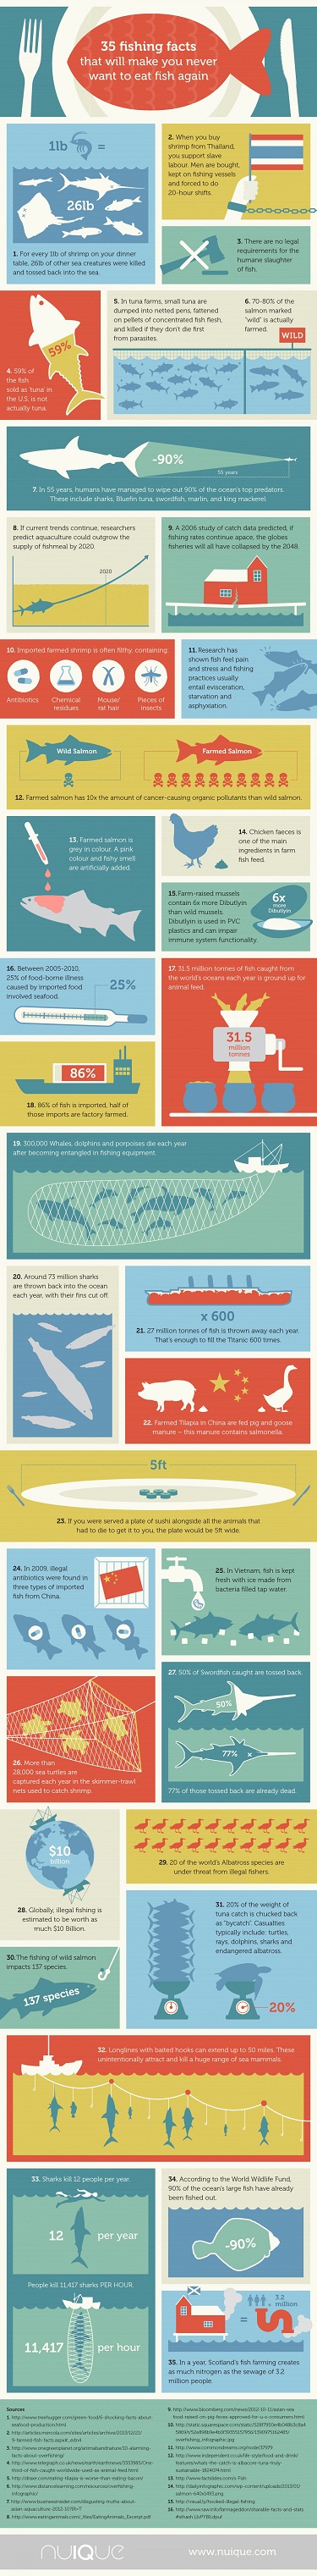 35 fishing facts
that will make you never
want to eat fish again
1lb =
26lb
1. For every 1lb of shrimp on your dinner
table, 26lb of other sea creatures were killed
and tossed back into the sea.
2. When you buy
shrimp from Thailand,
you support slave
labour. Men are bought,
kept on fishing vessels
and forced to do
20-hour shifts.
3. There are no legal
requirements for the
humane slaughter
of fish.
59%
4. 59% of
the fish
sold as 'tuna' in
the U.S. is not
actually tuna.
5. In tuna farms, small tuna are
dumped into netted pens, fattened
on pellets of concentrated fish flesh,
and killed if they don't die first
from parasites.
6. 70-80% of the
salmon marked
"wild" is actually
farmed.
WILD
-90%
55 years
7. In 55 years, humans have managed to wipe out 90% of the ocean's top predators.
These include sharks, Bluefin tuna, swordfish, marlin, and king mackerel.
8. If current trends continue, researchers
predict aquaculture could outgrow the
supply of fishmeal by 2020.
2020
9. A 2006 study of catch data predicted, if
fishing rates continue apace, the globes
fisheries will all have collapsed by the 2048.
10. Imported farmed shrimp is often filthy, containing:
Antibiotics
Chemical
residues
Mouse/
rat hair
Pieces of
insects
11. Research has
shown fish feel pain
and stress and fishing
practices usually
entail evisceration,
starvation and
asphyxiation.
Wild Salmon
Farmed Salmon
12. Farmed salmon has 10x the amount of cancer-causing organic pollutants than wild salmon.
13. Farmed salmon is
grey in colour. A pink
colour and fishy smell
are artificially added.
14. Chicken faeces is
one of the main
ingredients in farm
fish feed.
15. Farm-raised mussels
contain 6x more Dibutlyin
than wild mussels.
Dibutlyin is used in PVC
plastics and can impair
immune system functionality.
6x
more
Dibutlyin
16. Between 2005-2010,
25% of food-borne illness
caused by imported food
involved seafood.
25%
17. 31.5 million tonnes of fish caught from
the world's oceans each year is ground up for
animal feed.
31.5
million
tonnes
86%
18. 86% of fish is imported, half of
those imports are factory farmed.
19. 300,000 Whales, dolphins and porpoises die each year
after becoming entangled in fishing equipment.
20. Around 73 million sharks
are thrown back into the ocean
each year, with their fins cut off.
x 600
21. 27 million tonnes of fish is thrown away each year.
That's enough to fill the Titanic 600 times.
22. Farmed Tilapia in China are fed pig and goose
manure – this manure contains salmonella.
5ft
23. If you were served a plate of sushi alongside all the animals that
had to die to get it to you, the plate would be 5ft wide.
24. In 2009, illegal
antibiotics were found in
three types of imported
fish from China.
25. In Vietnam, fish is kept
fresh with ice made from
bacteria filled tap water.
26. More than
28,000 sea turtles are
captured each year in the skimmer-trawl
nets used to catch shrimp.
27. 50% of Swordfish caught are tossed back.
50%
77%
77% of those tossed back are already dead.
$10
billion
28. Globally, illegal fishing is
estimated to be worth as
much $10 Billion.
29. 20 of the world's Albatross species are
under threat from illegal fishers.
30. The fishing of wild salmon
impacts 137 species.
137 species
31. 20% of the weight of
tuna catch is chucked back
as "bycatch". Casualties
typically include: turtles,
rays, dolphins, sharks and
endangered albatross.
20%
32. Longlines with baited hooks can extend up to 50 miles. These
unintentionally attract and kill a huge range of sea mammals.
33. Sharks kill 12 people per year.
12 per year
People kill 11,417 sharks PER HOUR.
11,417 per hour
34. According to the World Wildlife Fund,
90% of the ocean's large fish have already
been fished out.
-90%
3.2
million
=
35. In a year, Scotland's fish farming creates
as much nitrogen as the sewage of 3.2
million people.
Sources
nuique
www.nuique.com